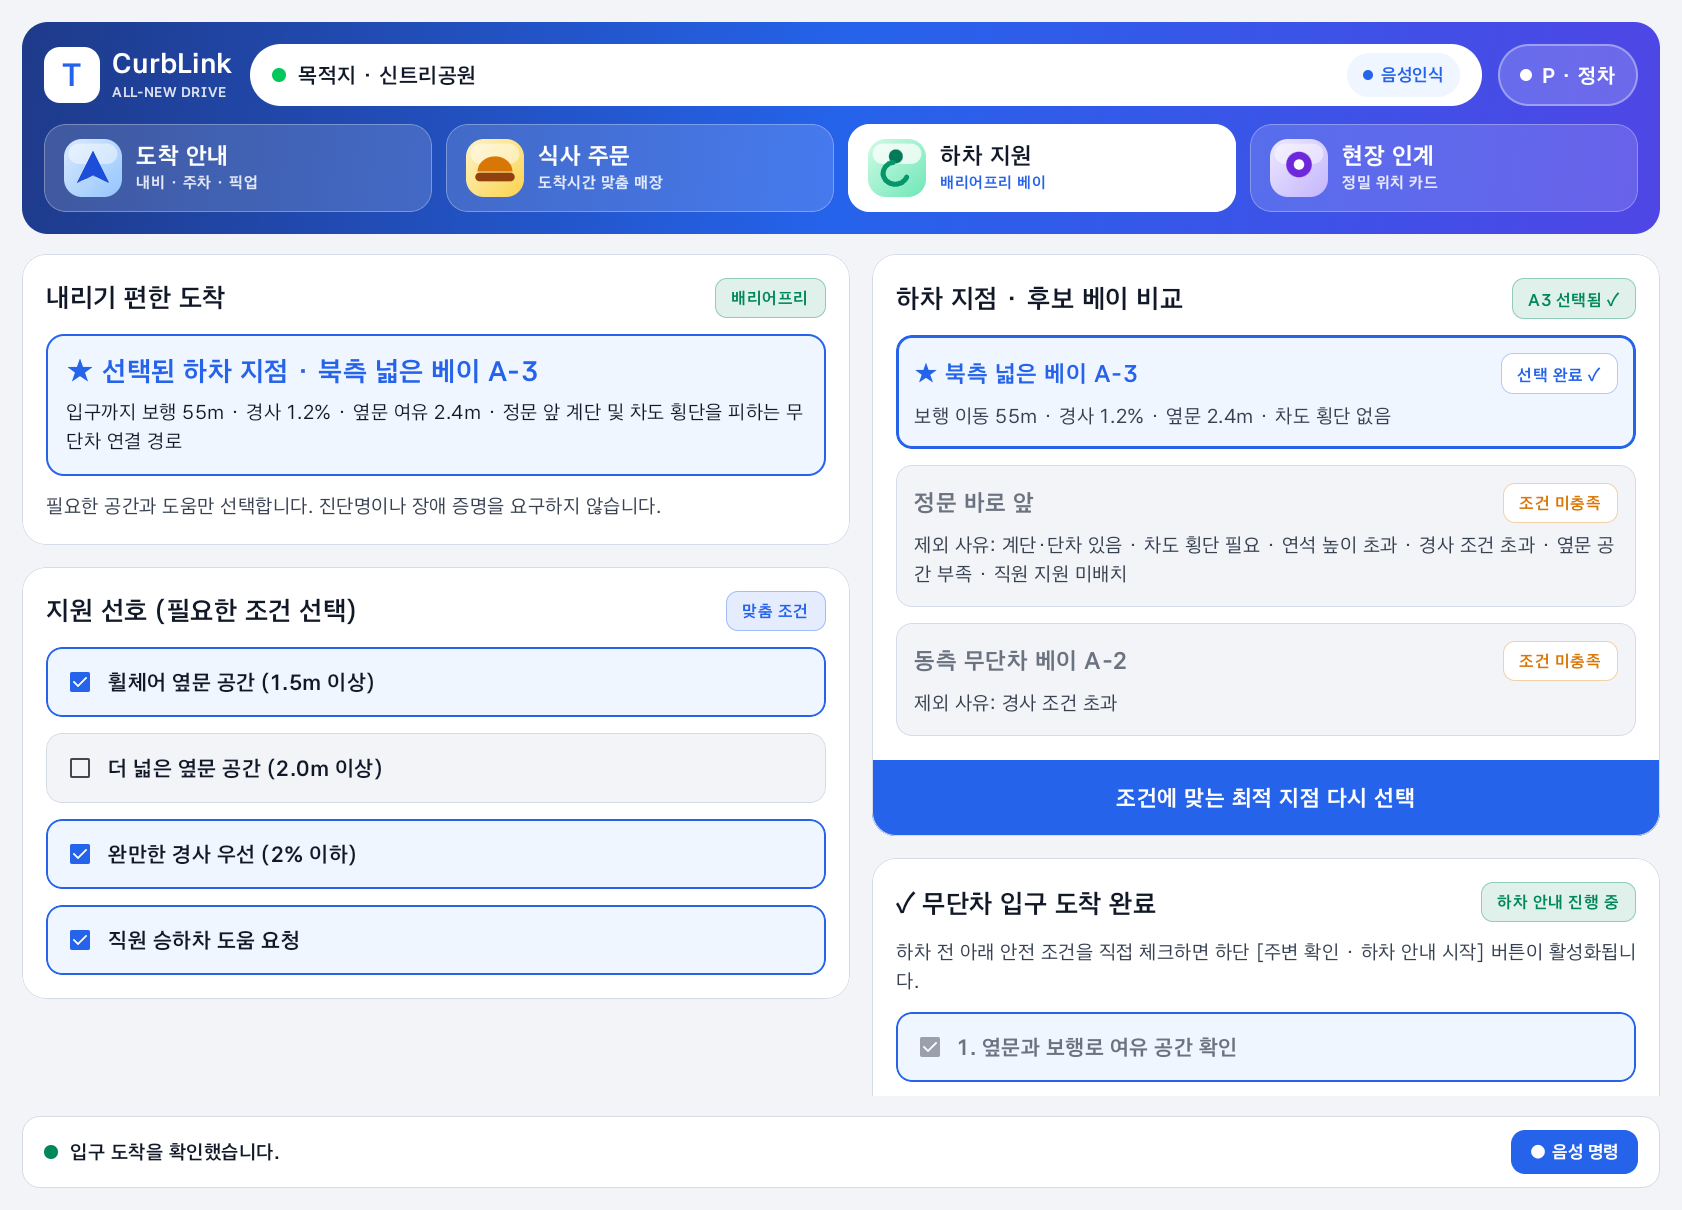 T
CurbLink
ALL-NEW DRIVE
목적지 · 신트리공원
음성인식
P · 정차
도착 안내
내비 · 주차 · 픽업
식사 주문
도착시간 맞춤 매장
하차 지원
배리어프리 베이
현장 인계
정밀 위치 카드
내리기 편한 도착
배리어프리
★ 선택된 하차 지점 · 북측 넓은 베이 A-3
입구까지 보행 55m · 경사 1.2% · 옆문 여유 2.4m · 정문 앞 계단 및 차도 횡단을 피하는 무
단차 연결 경로
필요한 공간과 도움만 선택합니다. 진단명이나 장애 증명을 요구하지 않습니다.
지원 선호 (필요한 조건 선택)
맞춤 조건
휠체어 옆문 공간 (1.5m 이상)
더 넓은 옆문 공간 (2.0m 이상)
완만한 경사 우선 (2% 이하)
직원 승하차 도움 요청
하차 지점 · 후보 베이 비교
A3 선택됨 ✓
★ 북측 넓은 베이 A-3
선택 완료 ✓
보행 이동 55m · 경사 1.2% · 옆문 2.4m · 차도 횡단 없음
정문 바로 앞
조건 미충족
제외 사유: 계단·단차 있음 · 차도 횡단 필요 · 연석 높이 초과 · 경사 조건 초과 · 옆문 공
간 부족 · 직원 지원 미배치
동측 무단차 베이 A-2
조건 미충족
제외 사유: 경사 조건 초과
조건에 맞는 최적 지점 다시 선택
✓ 무단차 입구 도착 완료
하차 안내 진행 중
하차 전 아래 안전 조건을 직접 체크하면 하단 [주변 확인 · 하차 안내 시작] 버튼이 활성화됩니
다.
1. 옆문과 보행로 여유 공간 확인
입구 도착을 확인했습니다.
음성 명령